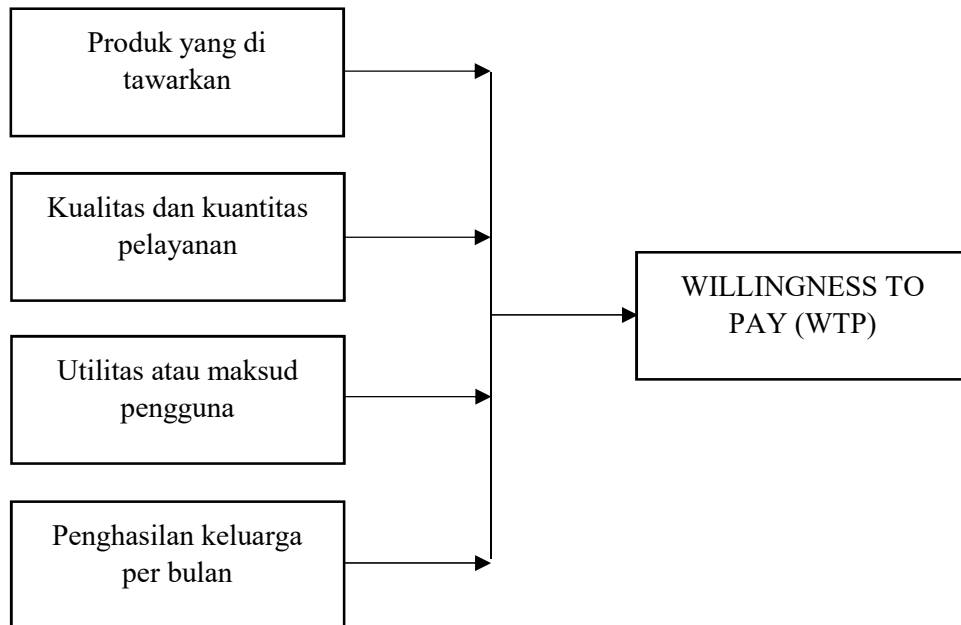 Produk yang di
tawarkan
Kualitas dan kuantitas
pelayanan
Utilitas atau maksud
pengguna
Penghasilan keluarga
per bulan
WILLINGNESS TO
PAY (WTP)